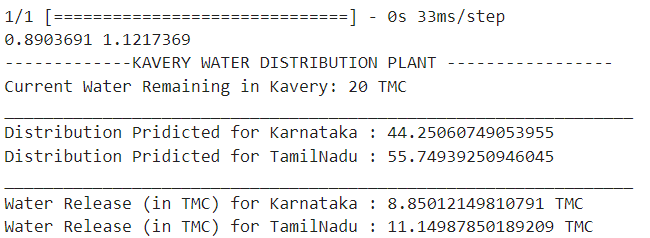 1/1 [==============================] - 0s 33ms/step
0.8903691 1.1217369
-------------KAVERY WATER DISTRIBUTION PLANT -----------------
Current Water Remaining in Kavery: 20 TMC
_______________________________________________________________
Distribution Pridicted for Karnataka : 44.25060749053955
Distribution Pridicted for TamilNadu : 55.74939250946045
_______________________________________________________________
Water Release (in TMC) for Karnataka : 8.85012149810791 TMC
Water Release (in TMC) for TamilNadu : 11.14987850189209 TMC